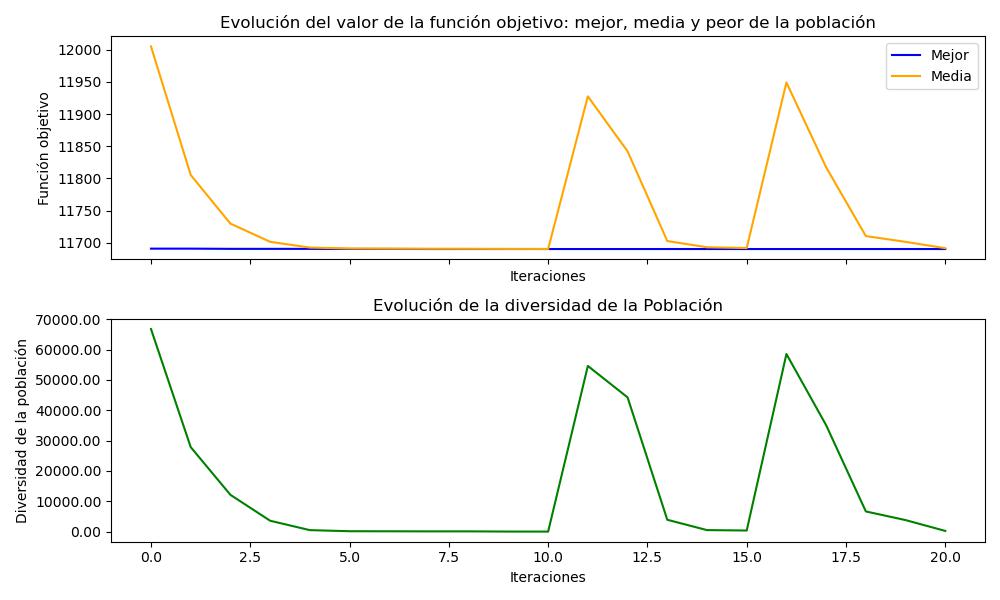 Evolución del valor de la función objetivo: mejor, media y peor de la población
Función objetivo
12000
11950
11900
11850
11800
11750
11700
Mejor
Media
Iteraciones
Evolución de la diversidad de la Población
Diversidad de la población
70000.00
60000.00
50000.00
40000.00
30000.00
20000.00
10000.00
0.00
0.0 2.5 5.0 7.5 10.0 12.5 15.0 17.5 20.0
Iteraciones